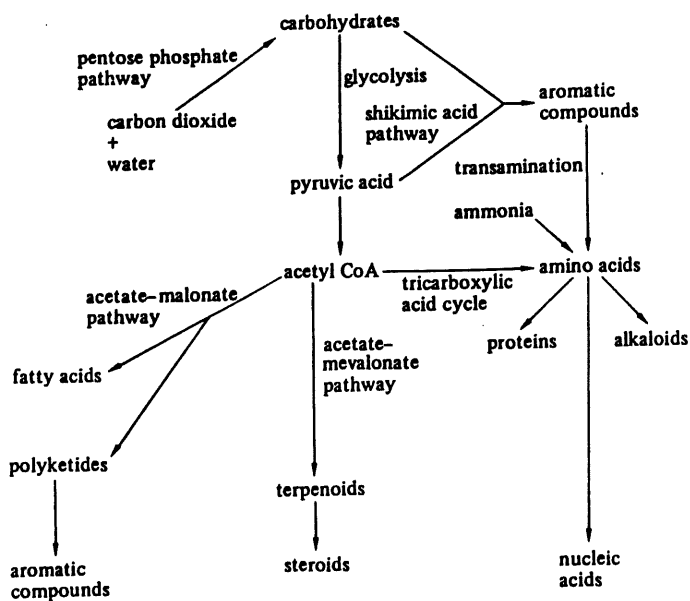 carbohydrates
pentose phosphate
pathway
glycolysis
carbon dioxide
+
water
shikimic acid
pathway
aromatic
compounds
pyruvic acid
transamination
ammonia
acetyl CoA
tricarboxylic
acid cycle
amino acids
acetate–malonate
pathway
acetate–
mevalonate
pathway
proteins
alkaloids
fatty acids
polyketides
terpenoids
aromatic
compounds
steroids
nucleic
acids